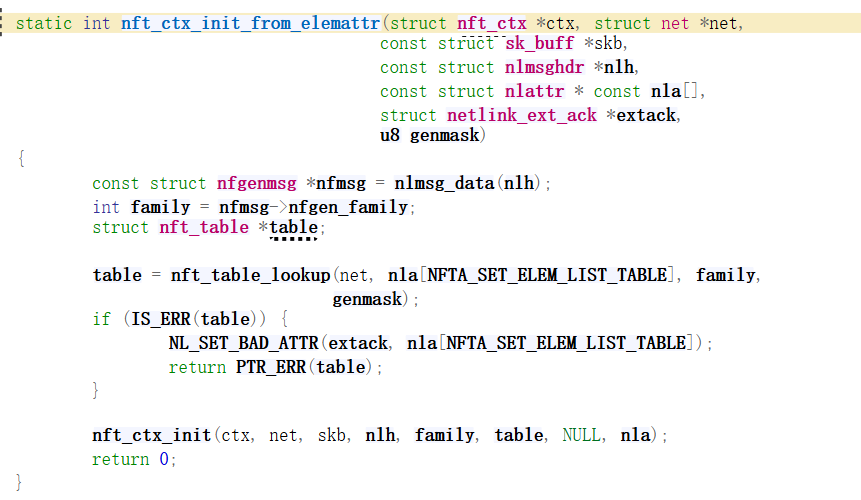 static int nft_ctx_init_from_elemattr(struct nft_ctx *ctx, struct net *net,
const struct sk_buff *skb,
const struct nlmsghdr *nlh,
const struct nlattr * const nla[],
struct netlink_ext_ack *extack,
u8 genmask)
{
const struct nfgenmsg *nfmsg = nlmsg_data(nlh);
int family = nfmsg->nfgen_family;
struct nft_table *table;
table = nft_table_lookup(net, nla[NFTA_SET_ELEM_LIST_TABLE], family,
genmask);
if (IS_ERR(table)) {
NL_SET_BAD_ATTR(extack, nla[NFTA_SET_ELEM_LIST_TABLE]);
return PTR_ERR(table);
}
nft_ctx_init(ctx, net, skb, nlh, family, table, NULL, nla);
return 0;
}